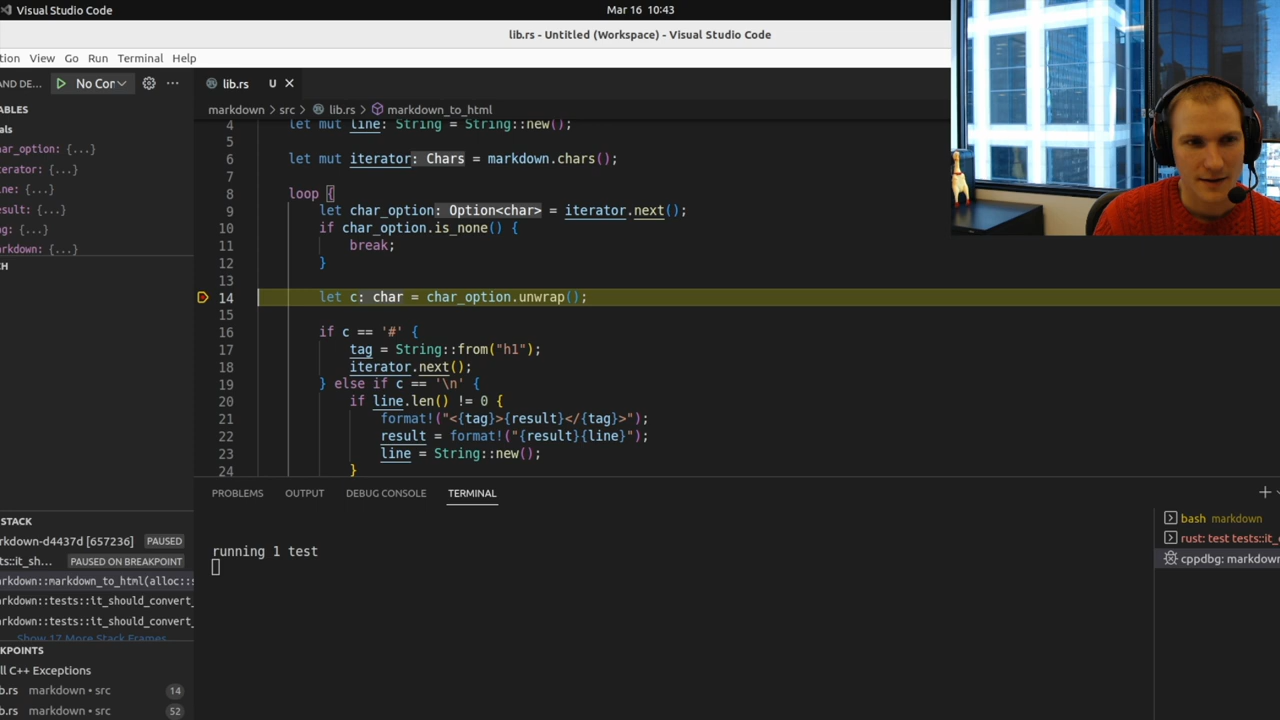 Visual Studio Code
Mar 16 10:43
lib.rs - Untitled (Workspace) - Visual Studio Code
tion View Go Run Terminal Help
AND DE... No Cor ...
lib.rs U
markdown > src > lib.rs > markdown_to_html
ABLES
als
ar_option: {...}
erator: {...}
ne: {...}
esult: {...}
g: {...}
arkdown: {...}
CH
4 let mut line: String = String::new();
5
6 let mut iterator: Chars = markdown.chars();
7
8 loop {
9 let char_option: Option<char> = iterator.next();
10 if char_option.is_none() {
11 break;
12 }
13
14 let c: char = char_option.unwrap();
15
16 if c == '#' {
17 tag = String::from("h1");
18 iterator.next();
19 } else if c == '\n' {
20 if line.len() != 0 {
21 format!("<{tag}>{result}</{tag}>");
22 result = format!("{result}{line}");
23 line = String::new();
24 }
STACK
rkdown-d4437d [657236] PAUSED
ts::it_sh... PAUSED ON BREAKPOINT
arkdown::markdown_to_html(alloc::s
arkdown::tests::it_should_convert_
arkdown::tests::it_should_convert_
Show 17 More Stack Frames
KPOINTS
ll C++ Exceptions
b.rs markdown • src 14
b.rs markdown • src 52
PROBLEMS OUTPUT DEBUG CONSOLE TERMINAL
running 1 test
bash markdown
rust: test tests::it_
cppdbg: markdown